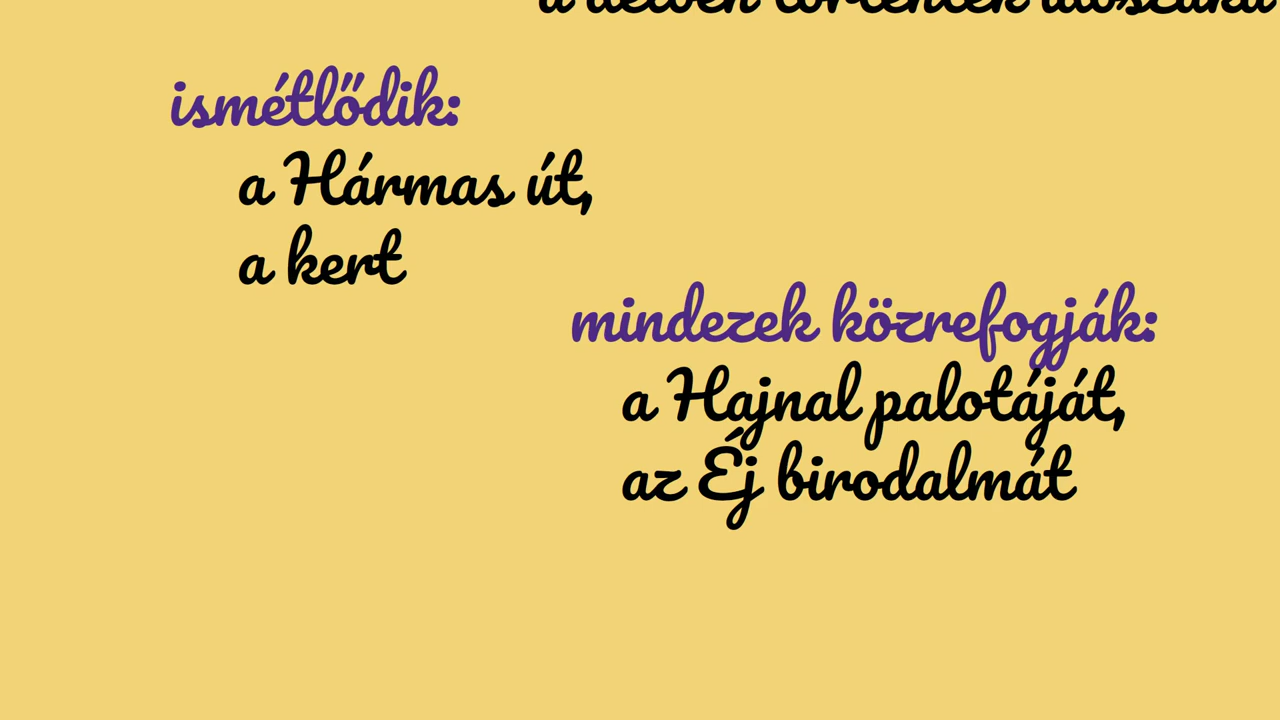 ismétlődik:
a Hármas út,
a kert
mindezek közrefogják:
a Hajnal palotáját,
az Éj birodalmát